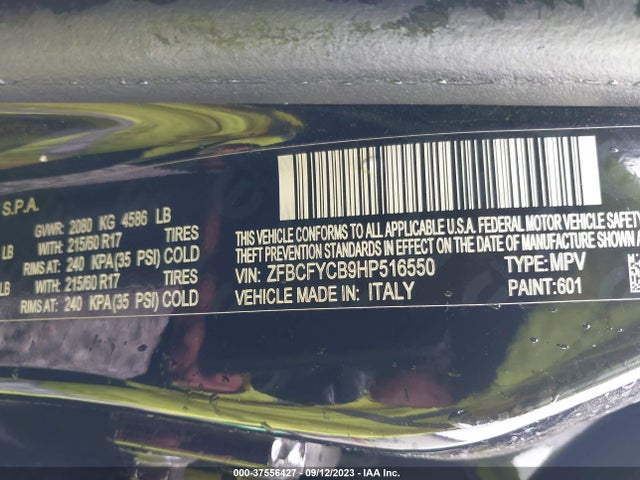 S.P.A.
GVWR: 2080 KG 4586 LB
LB WITH: 215/60 R17 TIRES
RIMS AT: 240 KPA (35 PSI) COLD
LB WITH: 215/60 R17 TIRES
RIMS AT: 240 KPA (35 PSI) COLD
THIS VEHICLE CONFORMS TO ALL APPLICABLE U.S.A. FEDERAL MOTOR VEHICLE
THEFT PREVENTION STANDARDS IN EFFECT ON THE DATE OF MANUFACTURE SHOWN
VIN: ZFBCFYCB9HP516550 TYPE: MPV
VEHICLE MADE IN: ITALY PAINT: 601
000-37556427 - 09/12/2023 - IAA Inc.